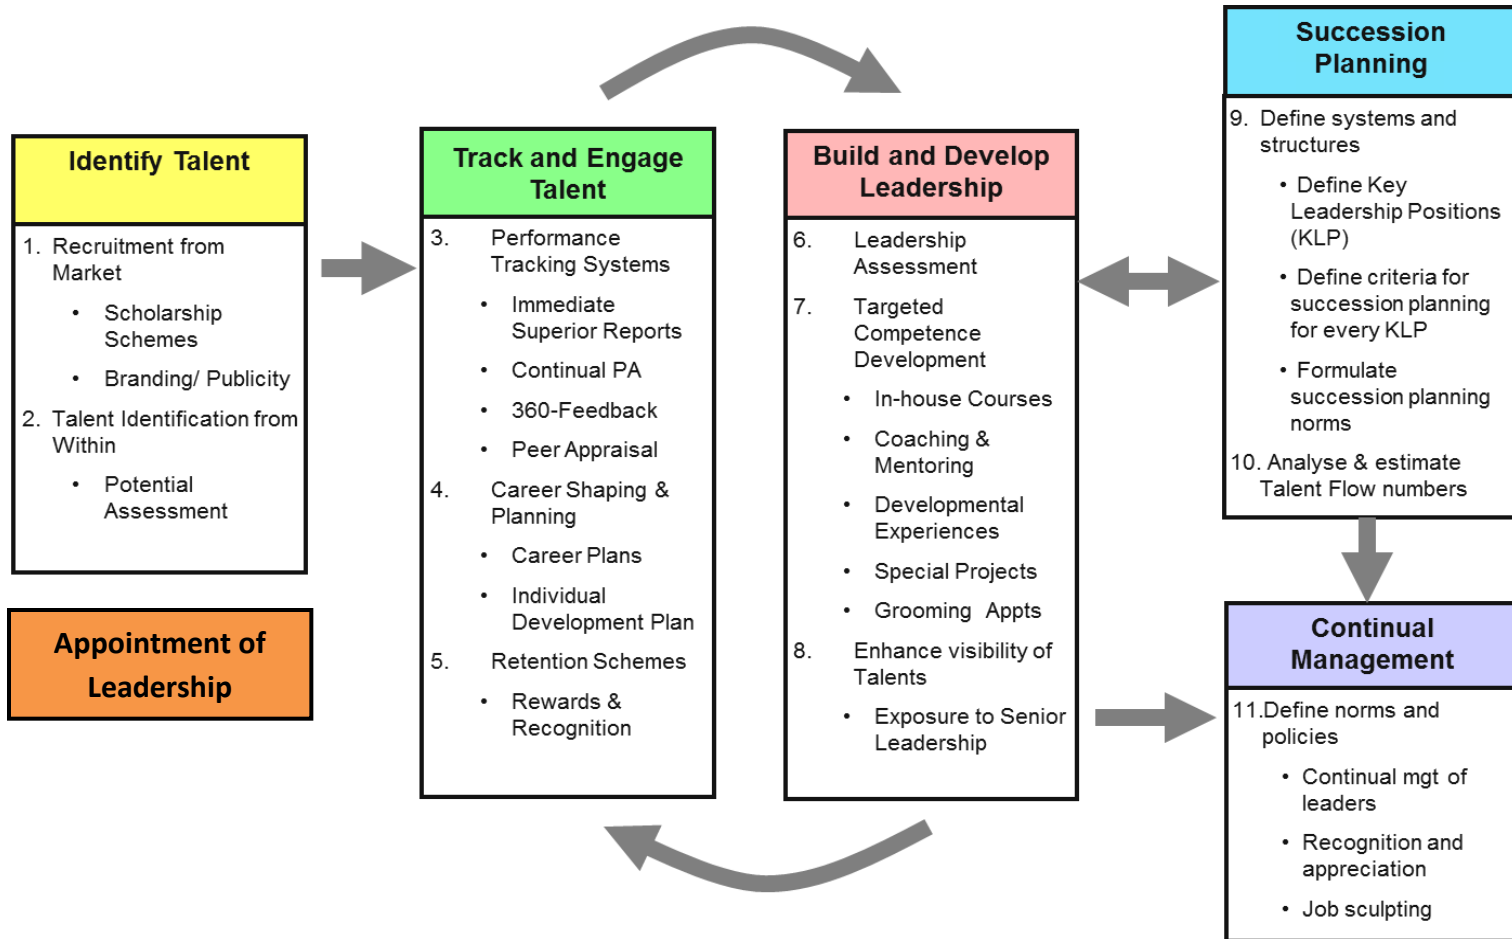 Identify Talent
1. Recruitment from
Market
• Scholarship
Schemes
• Branding/ Publicity
2. Talent Identification from
Within
• Potential
Assessment
Appointment of
Leadership
Track and Engage
Talent
3. Performance
Tracking Systems
• Immediate
Superior Reports
• Continual PA
• 360-Feedback
• Peer Appraisal
4. Career Shaping &
Planning
• Career Plans
• Individual
Development Plan
5. Retention Schemes
• Rewards &
Recognition
Build and Develop
Leadership
6. Leadership
Assessment
7. Targeted
Competence
Development
• In-house Courses
• Coaching &
Mentoring
• Developmental
Experiences
• Special Projects
• Grooming Appts
8. Enhance visibility of
Talents
• Exposure to Senior
Leadership
Succession
Planning
9. Define systems and
structures
• Define Key
Leadership Positions
(KLP)
• Define criteria for
succession planning
for every KLP
• Formulate
succession planning
norms
10. Analyse & estimate
Talent Flow numbers
Continual
Management
11.Define norms and
policies
• Continual mgt of
leaders
• Recognition and
appreciation
• Job sculpting